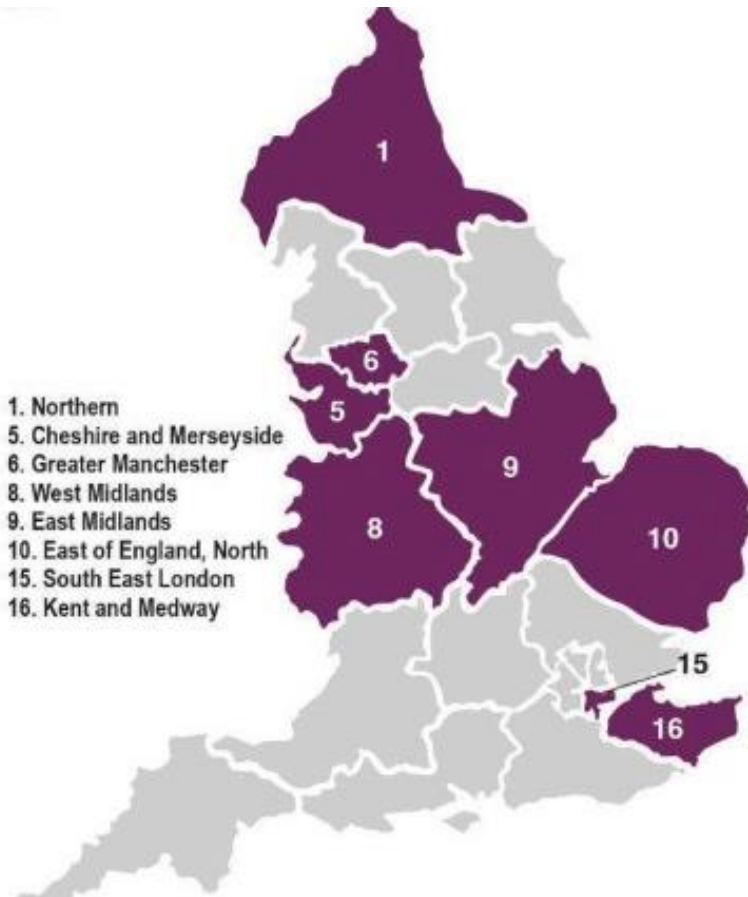 1
6
5
9
8
10
15
16
1. Northern
5. Cheshire and Merseyside
6. Greater Manchester
8. West Midlands
9. East Midlands
10. East of England, North
15. South East London
16. Kent and Medway